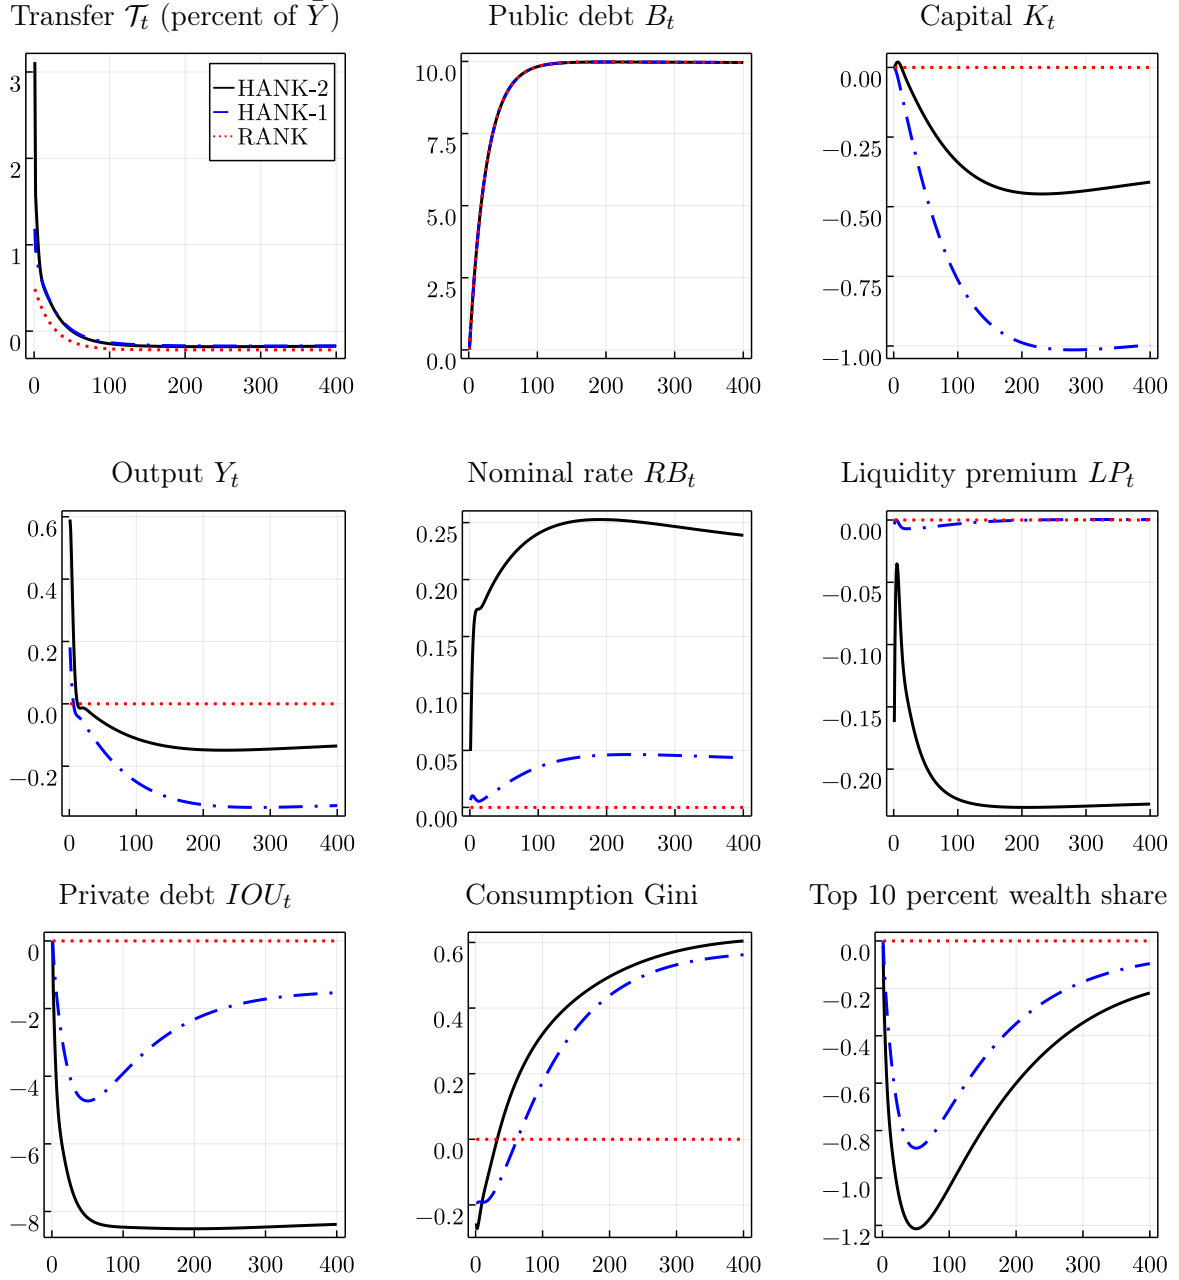 Transfer 𝒯t (percent of Ȳ)
Public debt Bt
Capital Kt
3
2
1
0
HANK-2
HANK-1
RANK
0 100 200 300 400
10.0
7.5
5.0
2.5
0.0
0 100 200 300 400
0.00
−0.25
−0.50
−0.75
−1.00
0 100 200 300 400
Output Yt
Nominal rate RBt
Liquidity premium LPt
0.6
0.4
0.2
0.0
−0.2
0 100 200 300 400
0.25
0.20
0.15
0.10
0.05
0.00
0 100 200 300 400
0.00
−0.05
−0.10
−0.15
−0.20
0 100 200 300 400
Private debt IOUt
Consumption Gini
Top 10 percent wealth share
0
−2
−4
−6
−8
0 100 200 300 400
0.6
0.4
0.2
0.0
−0.2
0 100 200 300 400
0.0
−0.2
−0.4
−0.6
−0.8
−1.0
−1.2
0 100 200 300 400